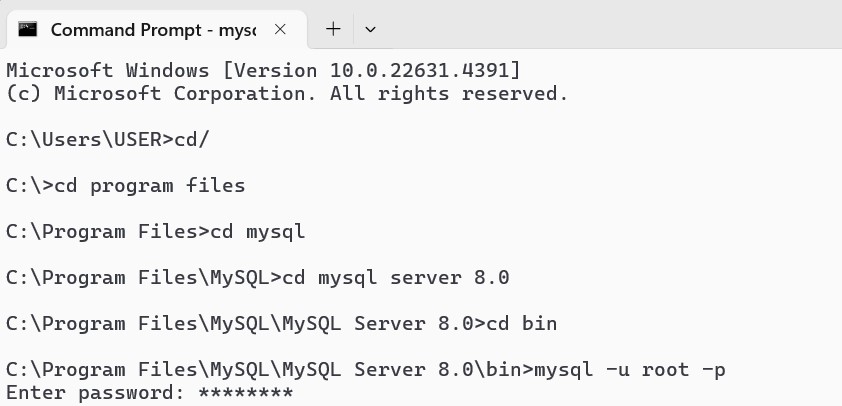 Command Prompt - mysc
Microsoft Windows [Version 10.0.22631.4391]
(c) Microsoft Corporation. All rights reserved.
C:\Users\USER>cd/
C:\>cd program files
C:\Program Files>cd mysql
C:\Program Files\MySQL>cd mysql server 8.0
C:\Program Files\MySQL\MySQL Server 8.0>cd bin
C:\Program Files\MySQL\MySQL Server 8.0\bin>mysql -u root -p
Enter password: ********